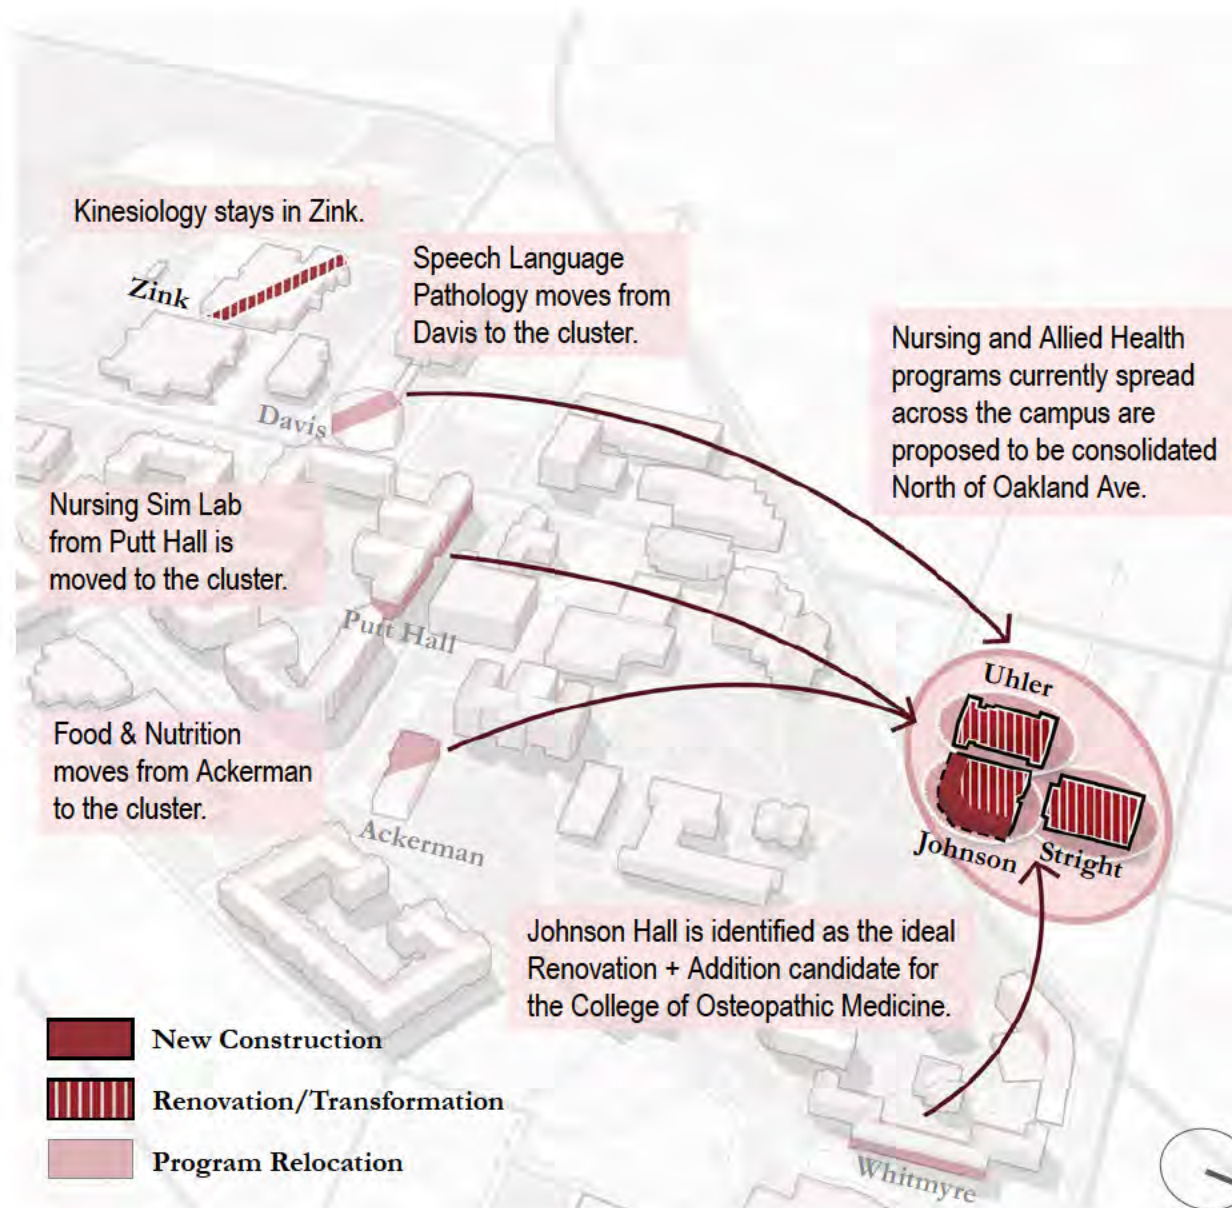 Kinesiology stays in Zink.
Zink
Speech Language
Pathology moves from
Davis to the cluster.
Nursing and Allied Health
programs currently spread
across the campus are
proposed to be consolidated
North of Oakland Ave.
Davis
Nursing Sim Lab
from Putt Hall is
moved to the cluster.
Putt Hall
Uhler
Food & Nutrition
moves from Ackerman
to the cluster.
Ackerman
Johnson
Stright
Johnson Hall is identified as the ideal
Renovation + Addition candidate for
the College of Osteopathic Medicine.
New Construction
Renovation/Transformation
Program Relocation
Whitmyre